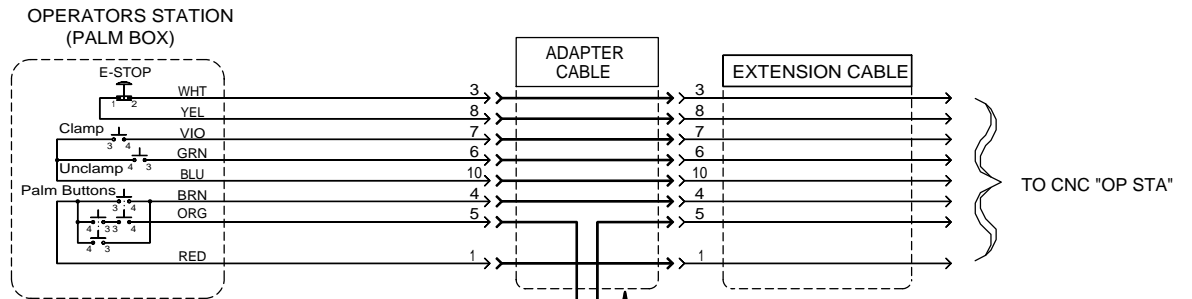 OPERATORS STATION
(PALM BOX)
ADAPTER
CABLE
EXTENSION CABLE
E-STOP
1 2
WHT 3 3
YEL 8 8
Clamp
3 4
VIO 7 7
GRN 6 6
Unclamp 4 3
BLU 10 10
TO CNC "OP STA"
Palm Buttons
3 4
BRN 4 4
4 3 3 4
ORG 5 5
4 3
RED 1 1